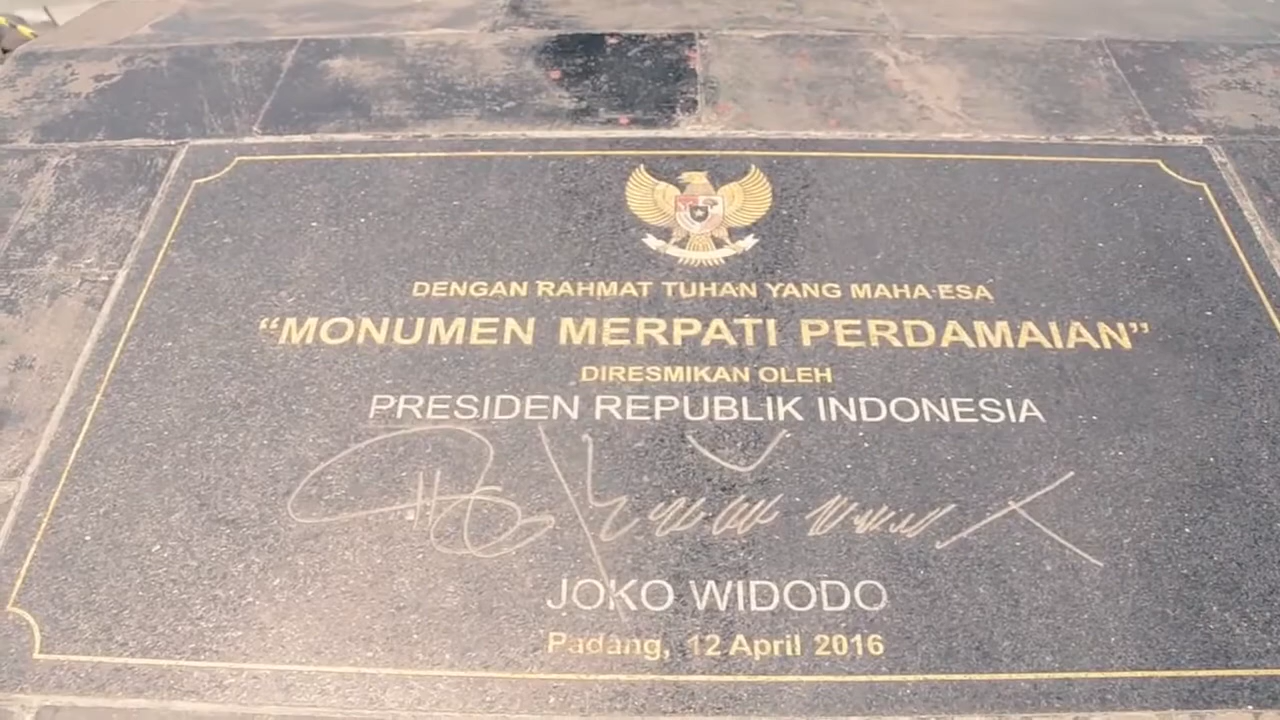 DENGAN RAHMAT TUHAN YANG MAHA ESA
“MONUMEN MERPATI PERDAMAIAN”
DIRESMIKAN OLEH
PRESIDEN REPUBLIK INDONESIA
JOKO WIDODO
Padang, 12 April 2016